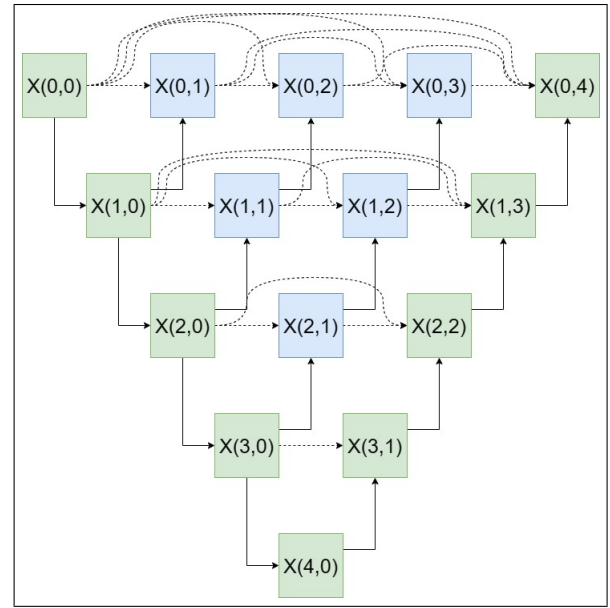 X(0,0) X(0,1) X(0,2) X(0,3) X(0,4)
X(1,0) X(1,1) X(1,2) X(1,3)
X(2,0) X(2,1) X(2,2)
X(3,0) X(3,1)
X(4,0)